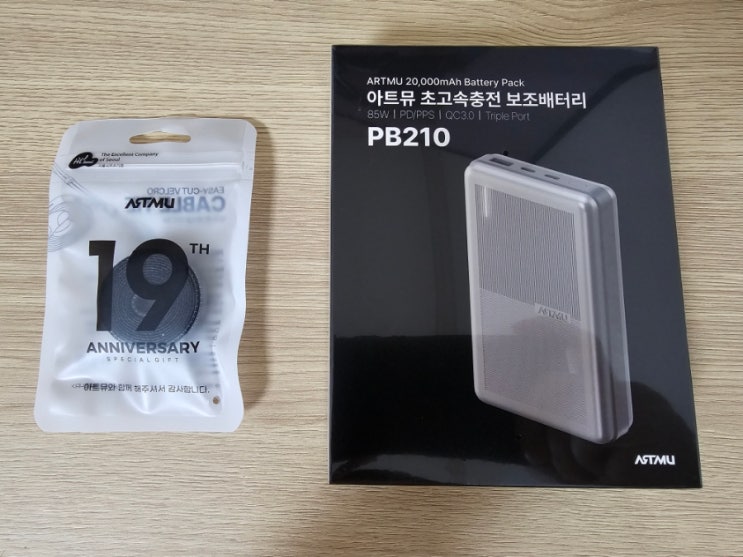 The Excellent Company
of Seoul
EASY-CUT VELCRO
CABLE
ARTMU
19TH
ANNIVERSARY
SPECIAL GIFT
아트뮤와 함께 해주셔서 감사합니다.
ARTMU 20,000mAh Battery Pack
아트뮤 초고속충전 보조배터리
85W | PD/PPS | QC3.0 | Triple Port
PB210
ARTMU
ARTMU